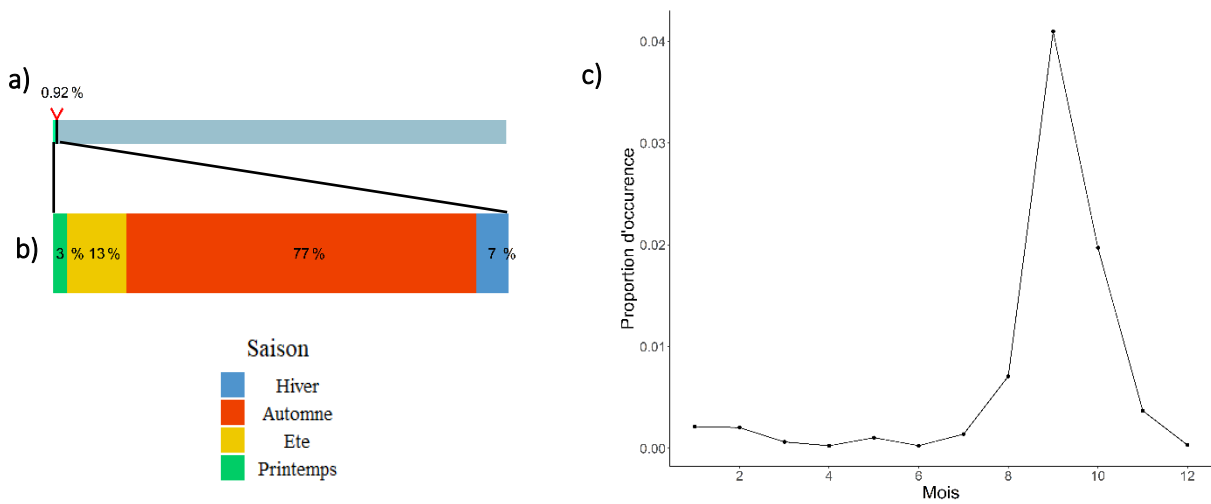 a)
0.92 %
b)
3 % 13 % 77 % 7 %
Saison
Hiver
Automne
Ete
Printemps
c)
Proportion d'occurence
0.04
0.03
0.02
0.01
0.00
2 4 6 8 10 12
Mois